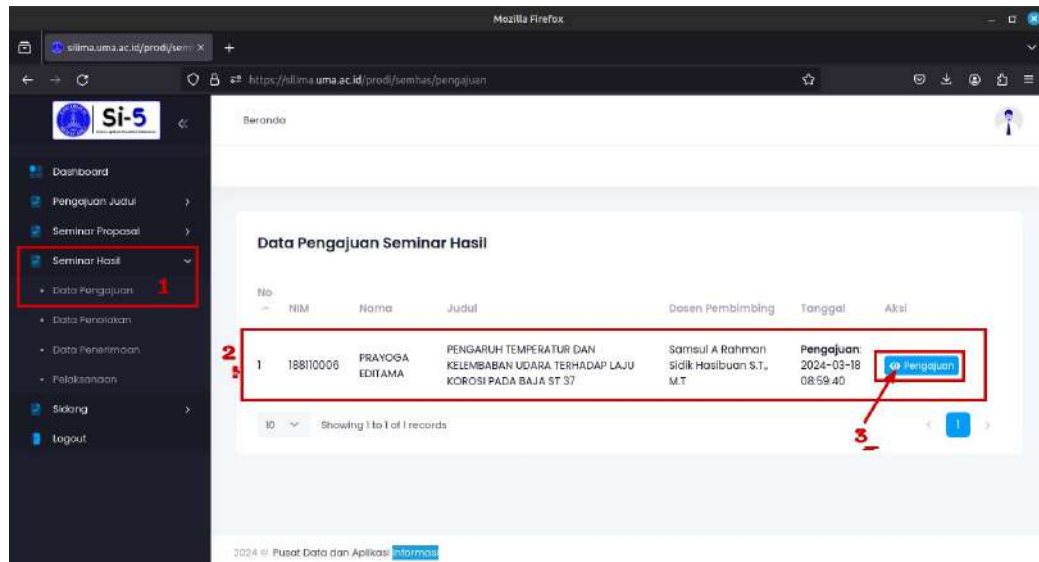 Mozilla Firefox
silima.uma.ac.id/prodi/sem
https://silima.uma.ac.id/prodi/semhas/pengajuan
Si-5
Beranda
Dashboard
Pengajuan Judul
Seminar Proposal
Seminar Hasil
Data Pengajuan
1
Data Penolakan
Data Penerimaan
Pelaksanaan
Sidang
Logout
Data Pengajuan Seminar Hasil
No NIM Nama Judul Dosen Pembimbing Tanggal Aksi
2
1 188110006 PRAYOGA EDITAMA PENGARUH TEMPERATUR DAN KELEMBABAN UDARA TERHADAP LAJU KOROSI PADA BAJA ST 37 Samsul A Rahman Sidik Hasibuan S.T., M.T Pengajuan: 2024-03-18 08:59:40 Pengajuan
10 Showing 1 to 1 of 1 records 1
3
2024 © Pusat Data dan Aplikasi Informasi